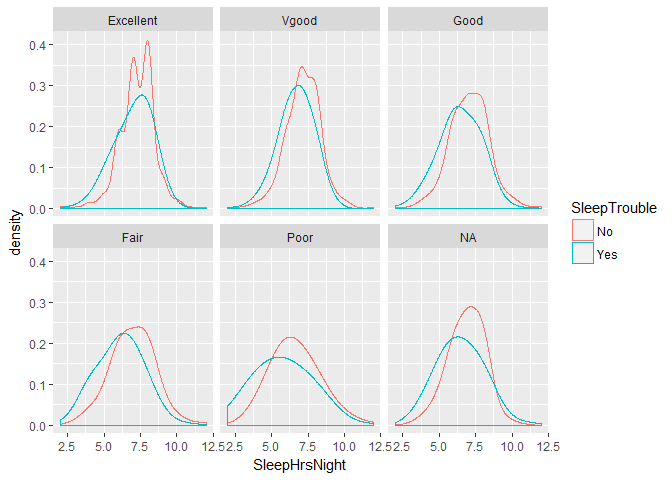 Excellent
Vgood
Good
0.4
0.3
0.2
0.1
0.0
density
Fair
Poor
NA
0.4
0.3
0.2
0.1
0.0
2.5 5.0 7.5 10.0 12.5
2.5 5.0 7.5 10.0 12.5
2.5 5.0 7.5 10.0 12.5
SleepHrsNight
SleepTrouble
No
Yes